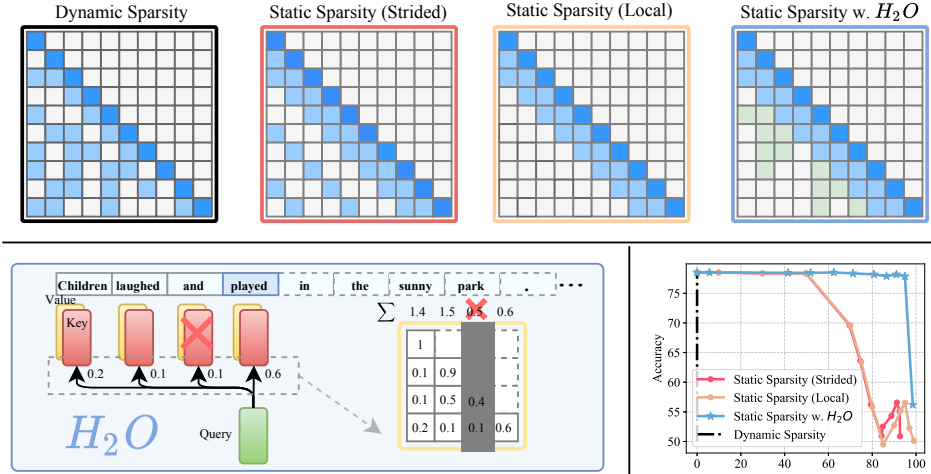 Dynamic Sparsity
Static Sparsity (Strided)
Static Sparsity (Local)
Static Sparsity w. H₂O
Children laughed and played in the sunny park . ...
Value
Key
0.2 0.1 0.1 0.6
H₂O
Query
∑ 1.4 1.5 0.5 0.6
1
0.1 0.9
0.1 0.5 0.4
0.2 0.1 0.1 0.6
Accuracy
75
70
65
60
55
50
Static Sparsity (Strided)
Static Sparsity (Local)
Static Sparsity w. H₂O
Dynamic Sparsity
0 20 40 60 80 100